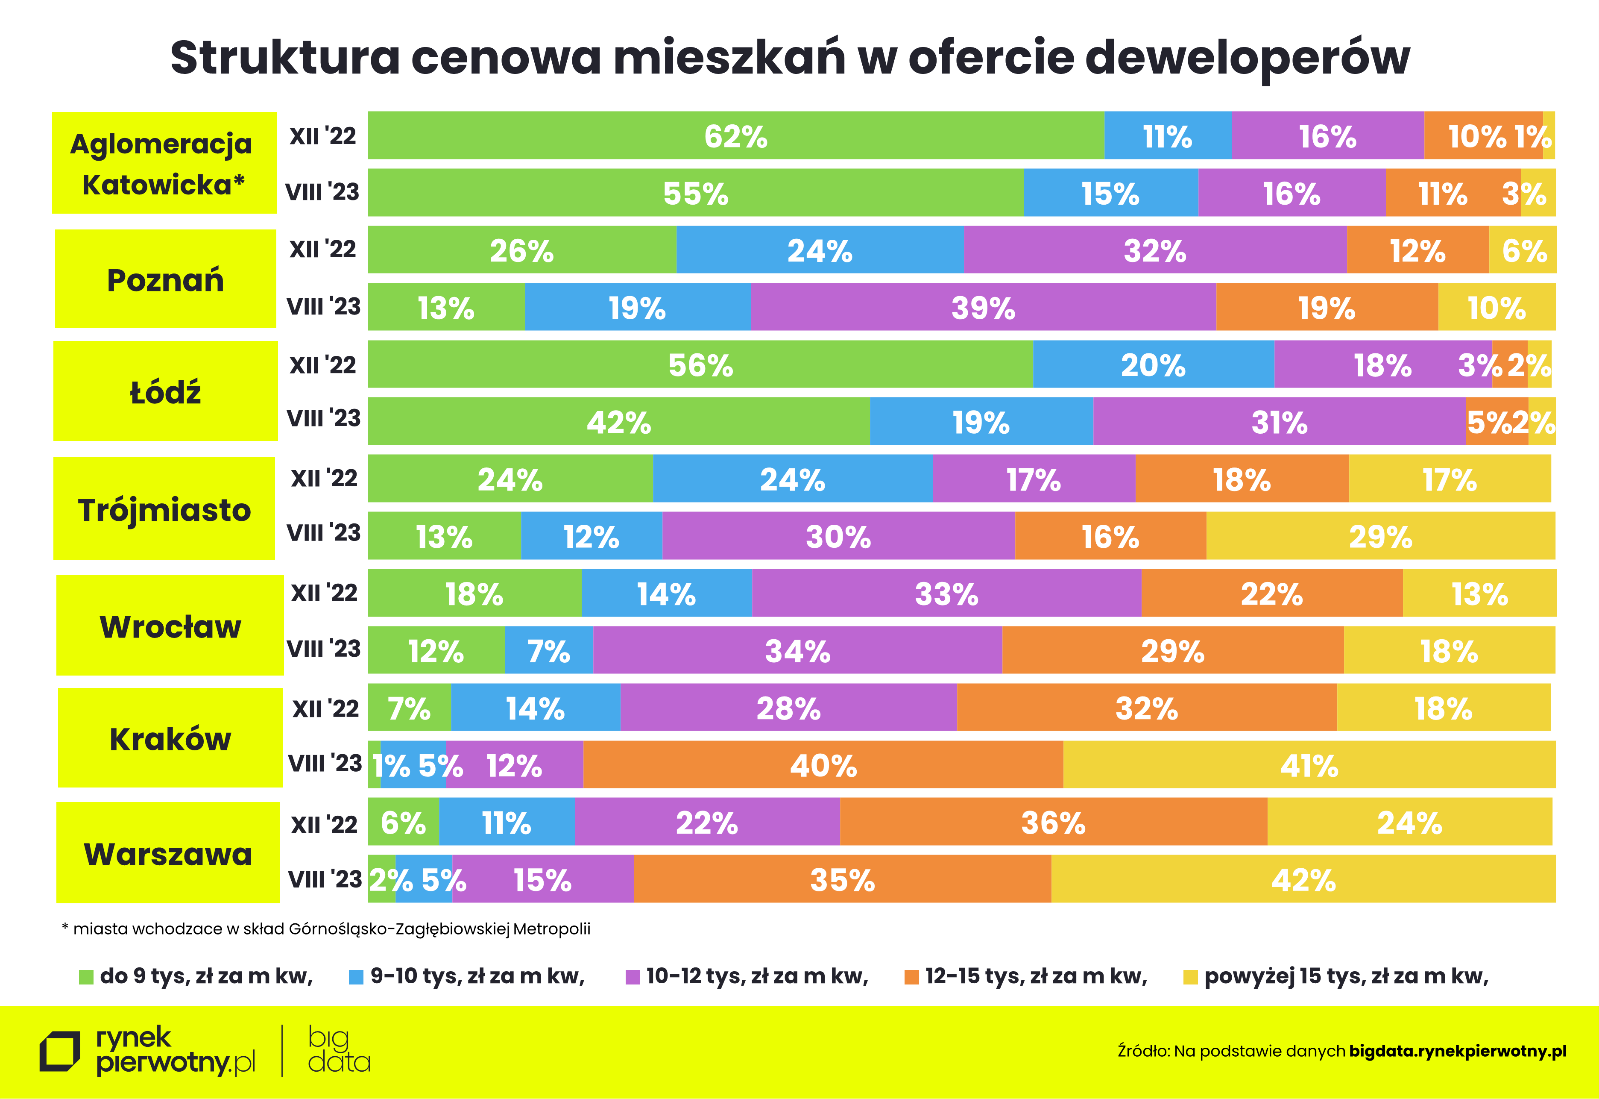 Struktura cenowa mieszkań w ofercie deweloperów
Aglomeracja
Katowicka*
XII '22
62% 11% 16% 10% 1%
VIII '23
55% 15% 16% 11% 3%
Poznań
XII '22
26% 24% 32% 12% 6%
VIII '23
13% 19% 39% 19% 10%
Łódź
XII '22
56% 20% 18% 3% 2%
VIII '23
42% 19% 31% 5% 2%
Trójmiasto
XII '22
24% 24% 17% 18% 17%
VIII '23
13% 12% 30% 16% 29%
Wrocław
XII '22
18% 14% 33% 22% 13%
VIII '23
12% 7% 34% 29% 18%
Kraków
XII '22
7% 14% 28% 32% 18%
VIII '23
1% 5% 12% 40% 41%
Warszawa
XII '22
6% 11% 22% 36% 24%
VIII '23
2% 5% 15% 35% 42%
* miasta wchodzace w skład Górnośląsko-Zagłębiowskiej Metropolii
do 9 tys, zł za m kw, 9-10 tys, zł za m kw, 10-12 tys, zł za m kw, 12-15 tys, zł za m kw, powyżej 15 tys, zł za m kw,
rynek
pierwotny.pl
big
data
Źródło: Na podstawie danych bigdata.rynekpierwotny.pl